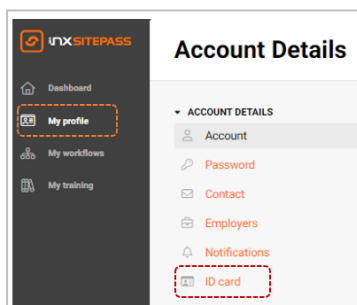 INXSITEPASS
Dashboard
My profile
My workflows
My training
Account Details
ACCOUNT DETAILS
Account
Password
Contact
Employers
Notifications
ID card